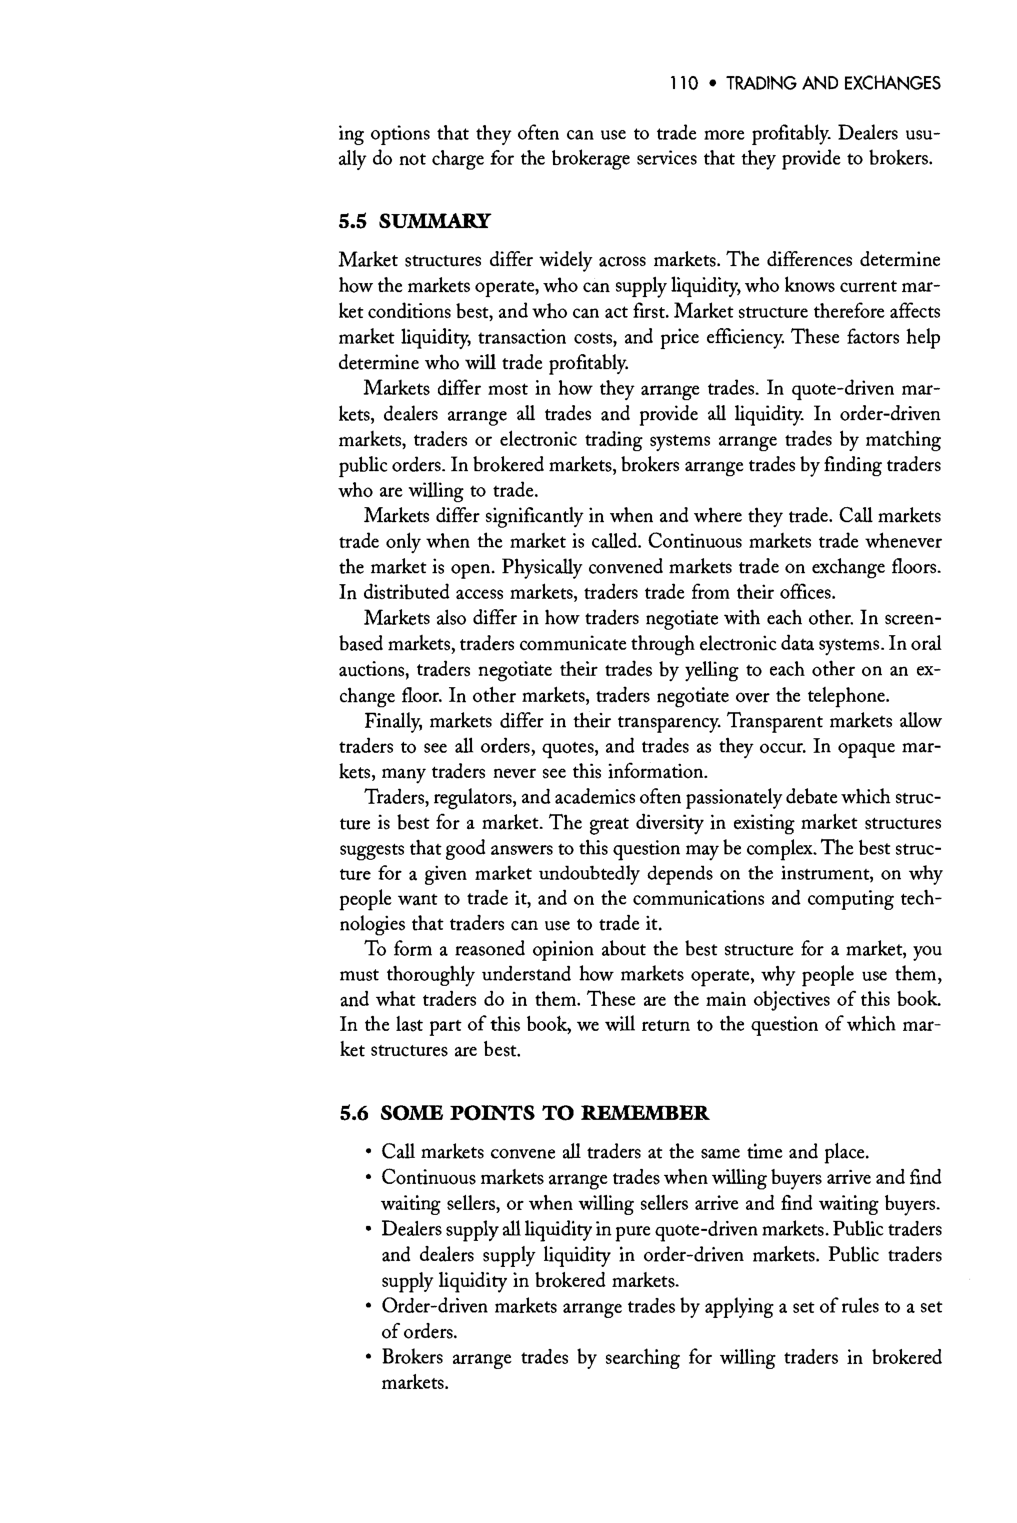 110 • TRADING AND EXCHANGES
ing options that they often can use to trade more profitably. Dealers usu-
ally do not charge for the brokerage services that they provide to brokers.
5.5 SUMMARY
Market structures differ widely across markets. The differences determine
how the markets operate, who can supply liquidity, who knows current mar-
ket conditions best, and who can act first. Market structure therefore affects
market liquidity, transaction costs, and price efficiency. These factors help
determine who will trade profitably.
Markets differ most in how they arrange trades. In quote-driven mar-
kets, dealers arrange all trades and provide all liquidity. In order-driven
markets, traders or electronic trading systems arrange trades by matching
public orders. In brokered markets, brokers arrange trades by finding traders
who are willing to trade.
Markets differ significantly in when and where they trade. Call markets
trade only when the market is called. Continuous markets trade whenever
the market is open. Physically convened markets trade on exchange floors.
In distributed access markets, traders trade from their offices.
Markets also differ in how traders negotiate with each other. In screen-
based markets, traders communicate through electronic data systems. In oral
auctions, traders negotiate their trades by yelling to each other on an ex-
change floor. In other markets, traders negotiate over the telephone.
Finally, markets differ in their transparency. Transparent markets allow
traders to see all orders, quotes, and trades as they occur. In opaque mar-
kets, many traders never see this information.
Traders, regulators, and academics often passionately debate which struc-
ture is best for a market. The great diversity in existing market structures
suggests that good answers to this question may be complex. The best struc-
ture for a given market undoubtedly depends on the instrument, on why
people want to trade it, and on the communications and computing tech-
nologies that traders can use to trade it.
To form a reasoned opinion about the best structure for a market, you
must thoroughly understand how markets operate, why people use them,
and what traders do in them. These are the main objectives of this book.
In the last part of this book, we will return to the question of which mar-
ket structures are best.
5.6 SOME POINTS TO REMEMBER
• Call markets convene all traders at the same time and place.
• Continuous markets arrange trades when willing buyers arrive and find
waiting sellers, or when willing sellers arrive and find waiting buyers.
• Dealers supply all liquidity in pure quote-driven markets. Public traders
and dealers supply liquidity in order-driven markets. Public traders
supply liquidity in brokered markets.
• Order-driven markets arrange trades by applying a set of rules to a set
of orders.
• Brokers arrange trades by searching for willing traders in brokered
markets.